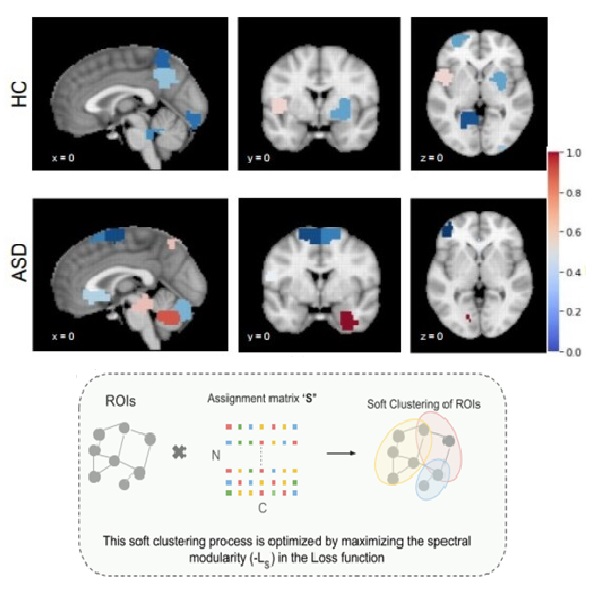 HC
x = 0
y = 0
z = 0
1.0
0.8
0.6
0.4
0.2
0.0
ASD
x = 0
y = 0
z = 0
ROIs
Assignment matrix 'S'
Soft Clustering of ROIs
N
C
This soft clustering process is optimized by maximizing the spectral
modularity (-LS) in the Loss function